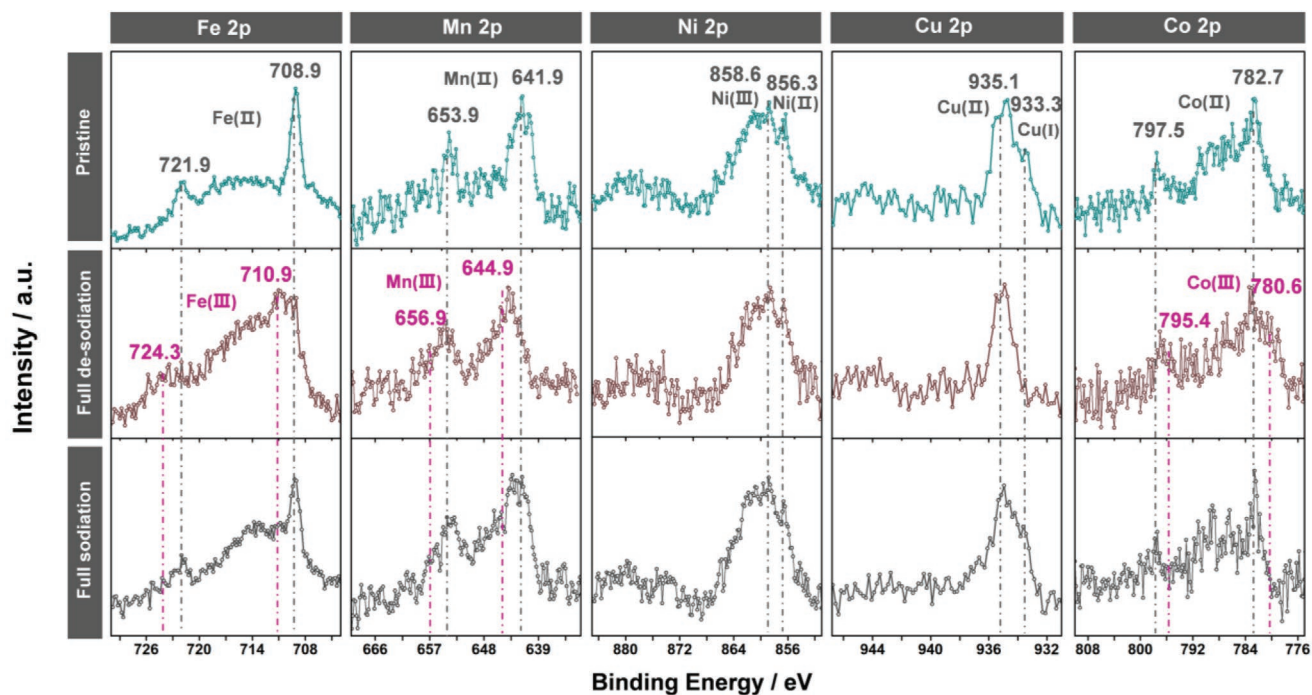 Fe 2p
Mn 2p
Ni 2p
Cu 2p
Co 2p
Pristine
Fe(Ⅱ)
708.9
721.9
Mn(Ⅱ)
641.9
653.9
858.6
Ni(Ⅲ)
856.3
Ni(Ⅱ)
935.1
Cu(Ⅱ)
933.3
Cu(Ⅰ)
Co(Ⅱ)
782.7
797.5
Full de-sodiation
710.9
Fe(Ⅲ)
724.3
Mn(Ⅲ)
644.9
656.9
Co(Ⅲ)
780.6
795.4
Full sodiation
Intensity / a.u.
726 720 714 708
666 657 648 639
880 872 864 856
944 940 936 932
808 800 792 784 776
Binding Energy / eV